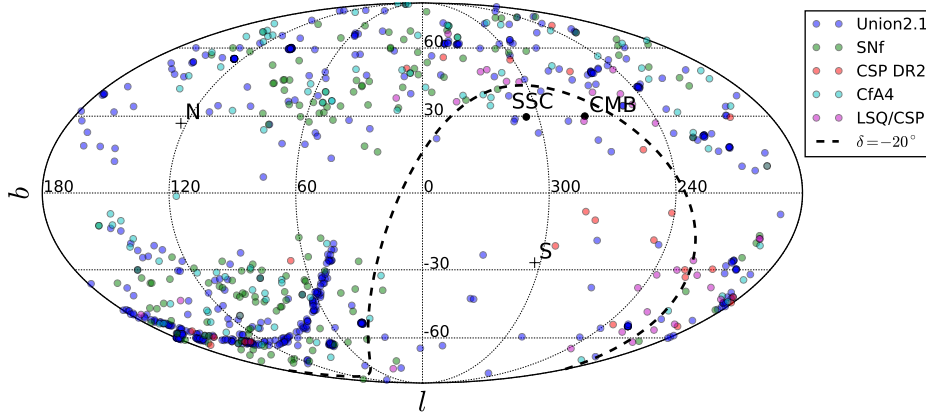 60
Union2.1
SNf
CSP DR2
CfA4
LSQ/CSP
δ = −20°
N
30
SSC
CMB
b
180
120
60
0
300
240
-30
S
-60
l